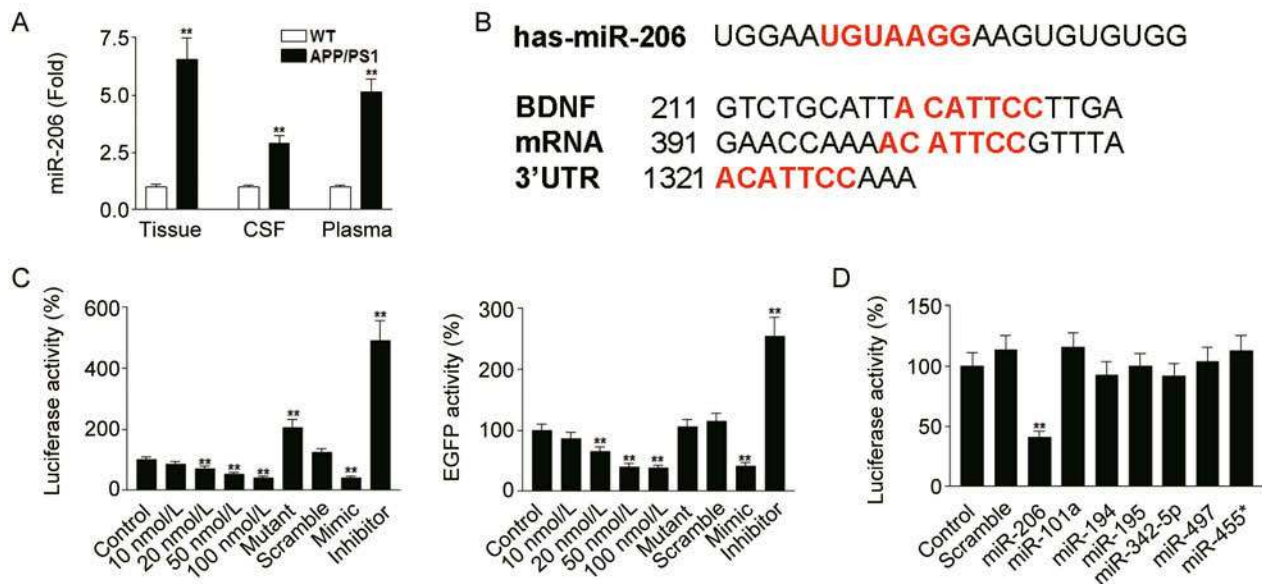 A
miR-206 (Fold)
7.5
5.0
2.5
0.0
WT
APP/PS1
**
**
**
Tissue CSF Plasma
B
has-miR-206 UGGAAUGUAAGGAAGUGUGUGG
BDNF 211 GTCTGCATTA CATTCCTTGA
mRNA 391 GAACCAAAAC ATTCCGTTTA
3'UTR 1321 ACATTCCAAA
C
Luciferase activity (%)
600
400
200
0
**
**
**
**
**
**
Control
10 nmol/L
20 nmol/L
50 nmol/L
100 nmol/L
Mutant
Scramble
Mimic
Inhibitor
EGFP activity (%)
300
200
100
0
**
**
**
**
**
Control
10 nmol/L
20 nmol/L
50 nmol/L
100 nmol/L
Mutant
Scramble
Mimic
Inhibitor
D
Luciferase activity (%)
150
100
50
0
**
Control
Scramble
miR-206
miR-101a
miR-194
miR-195
miR-342-5p
miR-497
miR-455*